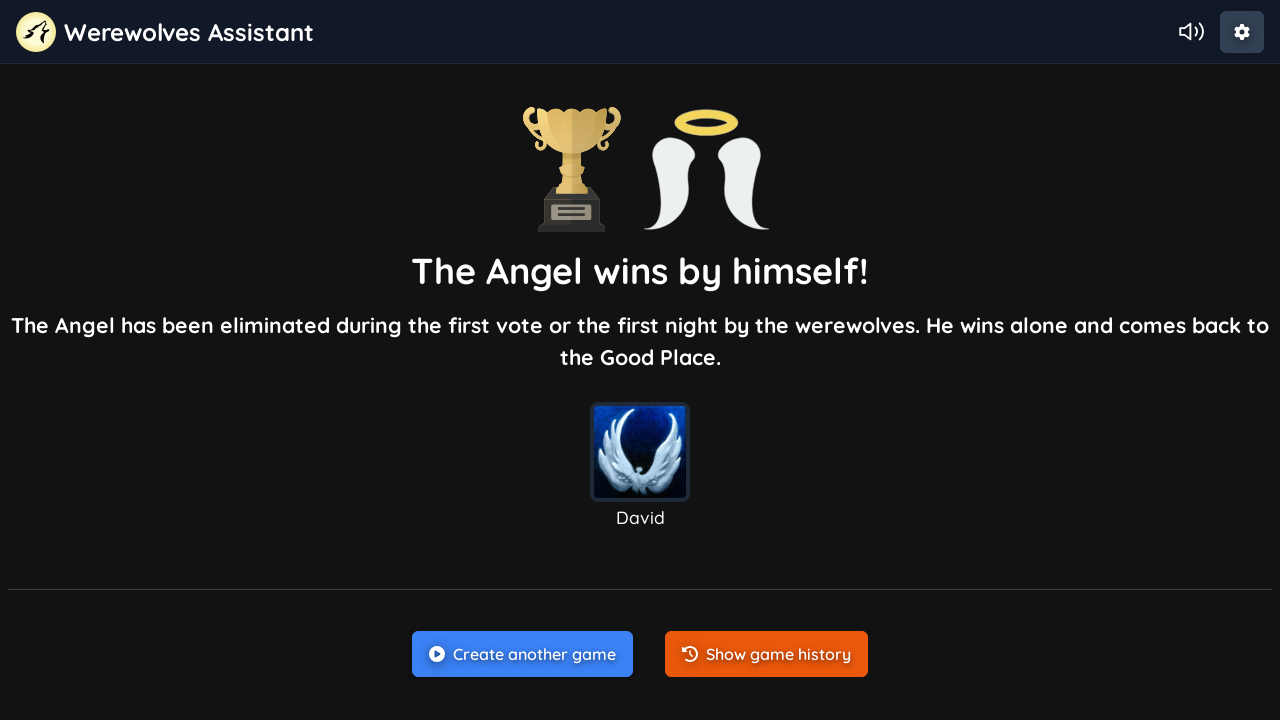 Werewolves Assistant
The Angel wins by himself!
The Angel has been eliminated during the first vote or the first night by the werewolves. He wins alone and comes back to
the Good Place.
David
Create another game
Show game history